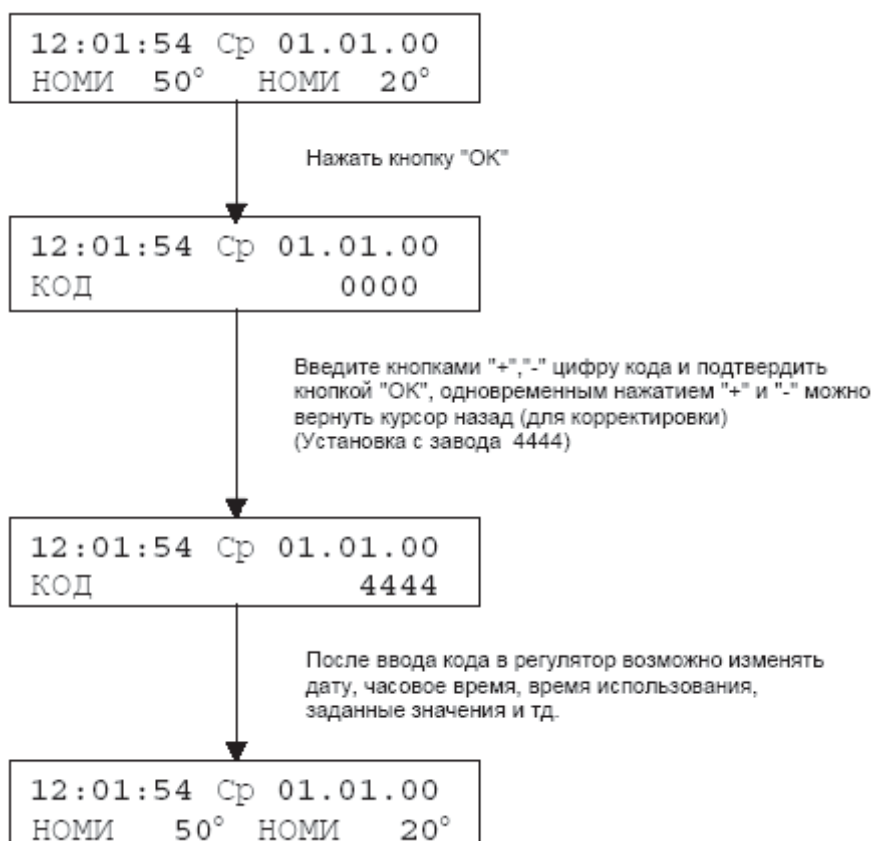 12:01:54 Ср 01.01.00
НОМИ 50° НОМИ 20°
Нажать кнопку "ОК"
12:01:54 Ср 01.01.00
КОД 0000
Введите кнопками "+","-" цифру кода и подтвердить
кнопкой "ОК", одновременным нажатием "+" и "-" можно
вернуть курсор назад (для корректировки)
(Установка с завода 4444)
12:01:54 Ср 01.01.00
КОД 4444
После ввода кода в регулятор возможно изменять
дату, часовое время, время использования,
заданные значения и тд.
12:01:54 Ср 01.01.00
НОМИ 50° НОМИ 20°